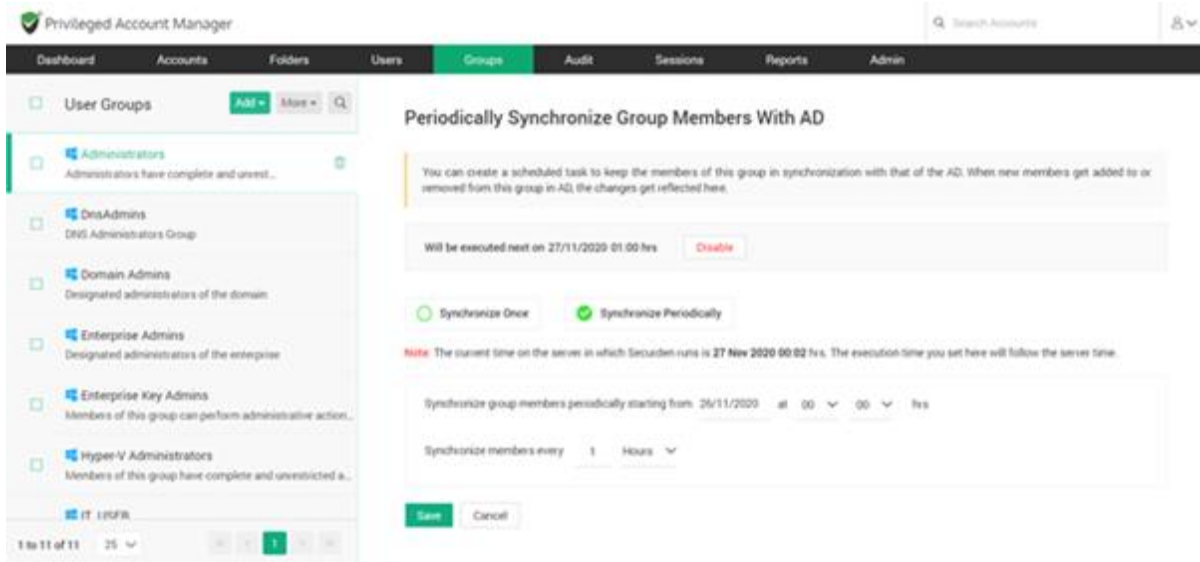 Privileged Account Manager
Search Accounts
Dashboard Accounts Folders Users Groups Audit Sessions Reports Admin
User Groups
Add More
Administrators
Administrators have complete and unrest...
DnsAdmins
DNS Administrators Group
Domain Admins
Designated administrators of the domain
Enterprise Admins
Designated administrators of the enterprise
Enterprise Key Admins
Members of this group can perform administrative action...
Hyper-V Administrators
Members of this group have complete and unrestricted a...
IT_USER
1 to 11 of 11 25
1
Periodically Synchronize Group Members With AD
You can create a scheduled task to keep the members of this group in synchronization with that of the AD. When new members get added to or
removed from this group in AD, the changes get reflected here.
Will be executed next on 27/11/2020 01:00 hrs Disable
Synchronize Once Synchronize Periodically
Note: The current time on the server in which Securden runs is 27 Nov 2020 00:02 hrs. The execution time you set here will follow the server time.
Synchronize group members periodically starting from 26/11/2020 at 00 00 hrs
Synchronize members every 1 Hours
Save Cancel